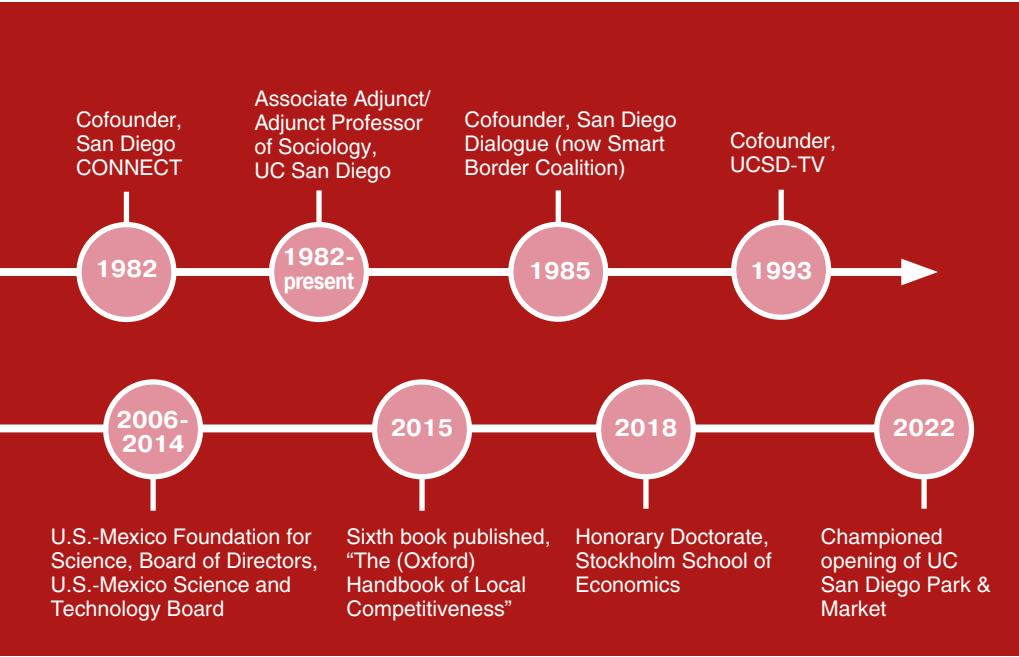 Cofounder,
San Diego
CONNECT
1982
Associate Adjunct/
Adjunct Professor
of Sociology,
UC San Diego
1982-
present
Cofounder, San Diego
Dialogue (now Smart
Border Coalition)
1985
Cofounder,
UCSD-TV
1993
2006-
2014
U.S.-Mexico Foundation for
Science, Board of Directors,
U.S.-Mexico Science and
Technology Board
2015
Sixth book published,
“The (Oxford)
Handbook of Local
Competitiveness”
2018
Honorary Doctorate,
Stockholm School of
Economics
2022
Championed
opening of UC
San Diego Park &
Market